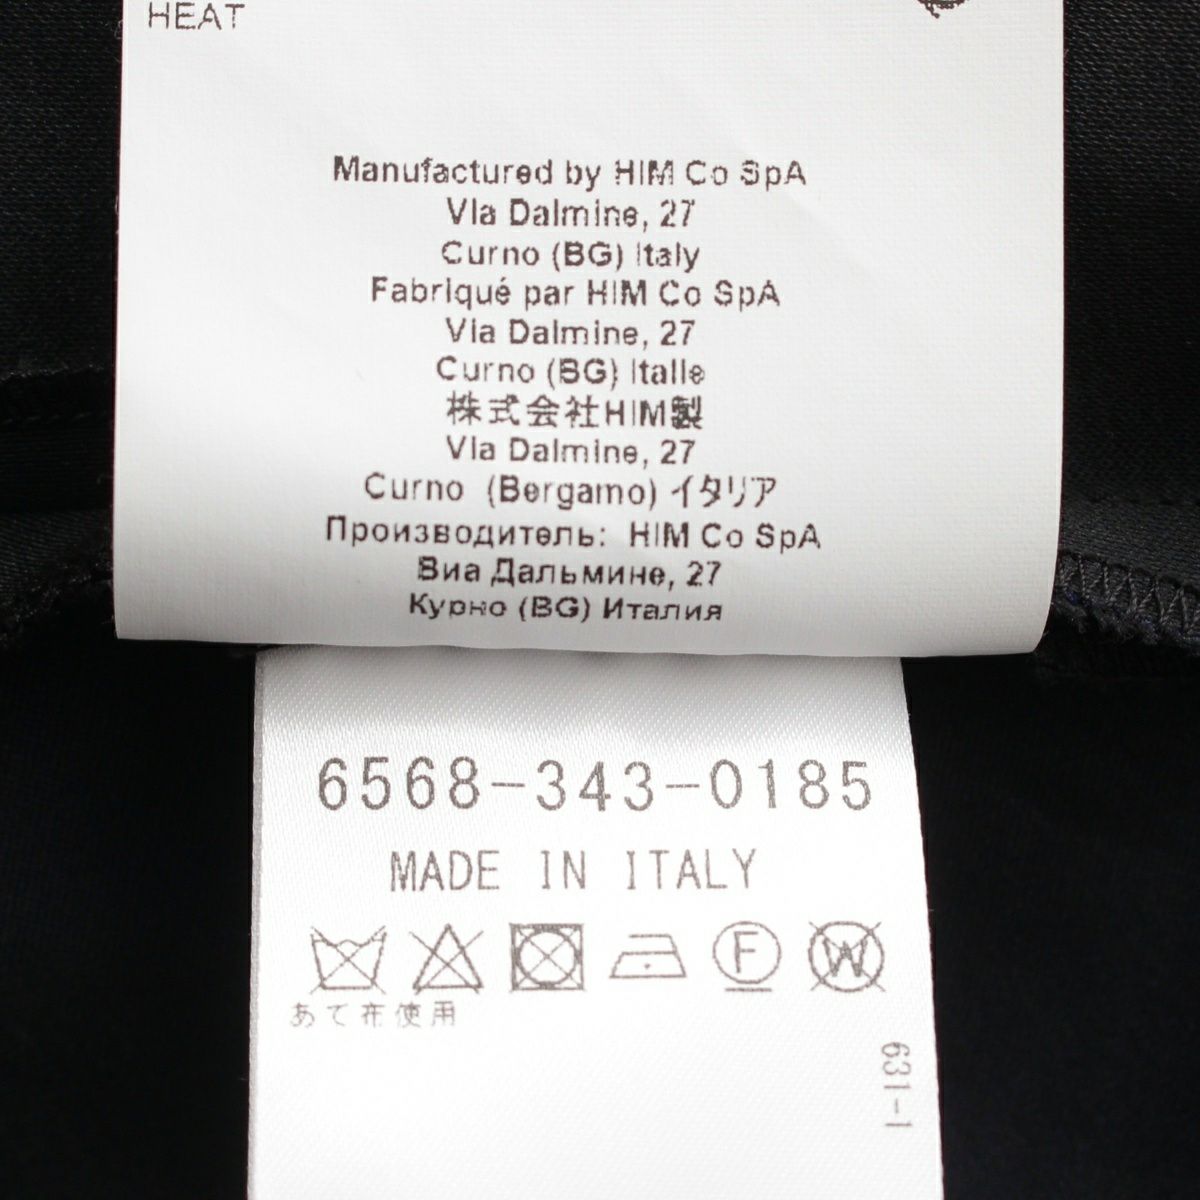 HEAT
Manufactured by HIM Co SpA
Via Dalmine, 27
Curno (BG) Italy
Fabriqué par HIM Co SpA
Via Dalmine, 27
Curno (BG) Italie
株式会社HIM製
Via Dalmine, 27
Curno (Bergamo) イタリア
Производитель: HIM Co SpA
Виа Дальмине, 27
Курно (BG) Италия
6568-343-0185
MADE IN ITALY
F W
あて布使用
631-1